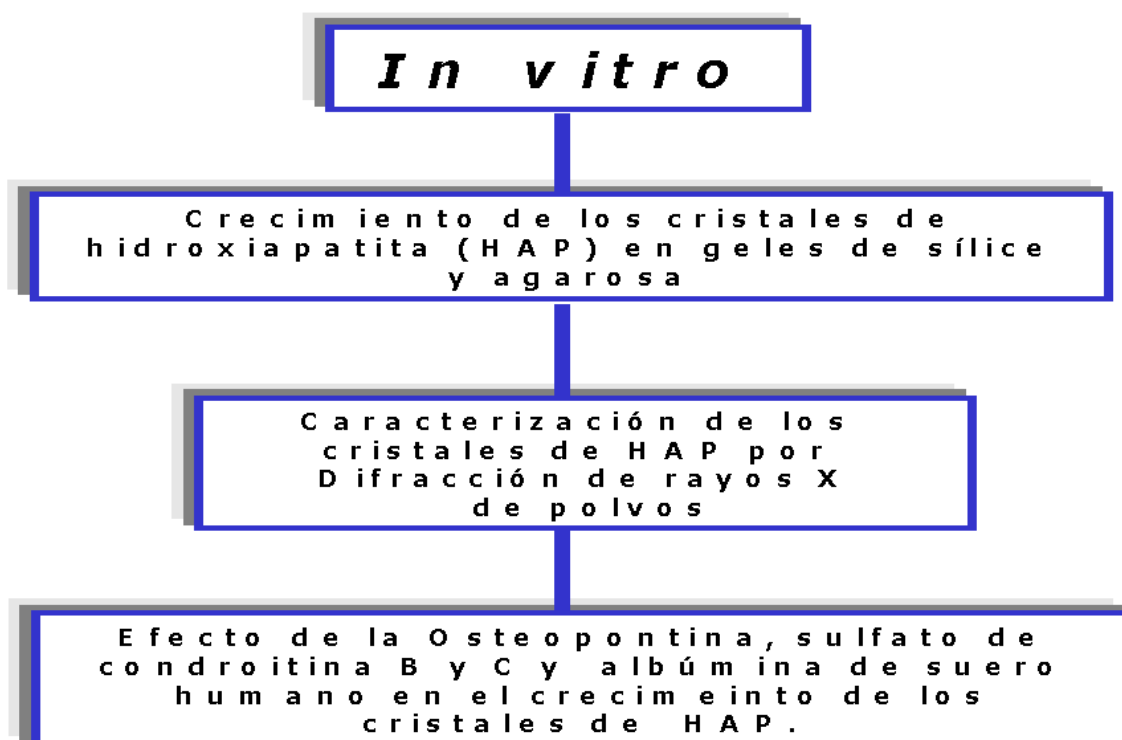 In vitro
Crecimiento de los cristales de
hidroxiapatita (HAP) en geles de sílice
y agarosa
Caracterización de los
cristales de HAP por
Difracción de rayos X
de polvos
Efecto de la Osteopontina, sulfato de
condroitina B y C y albúmina de suero
humano en el crecimeinto de los
cristales de HAP.